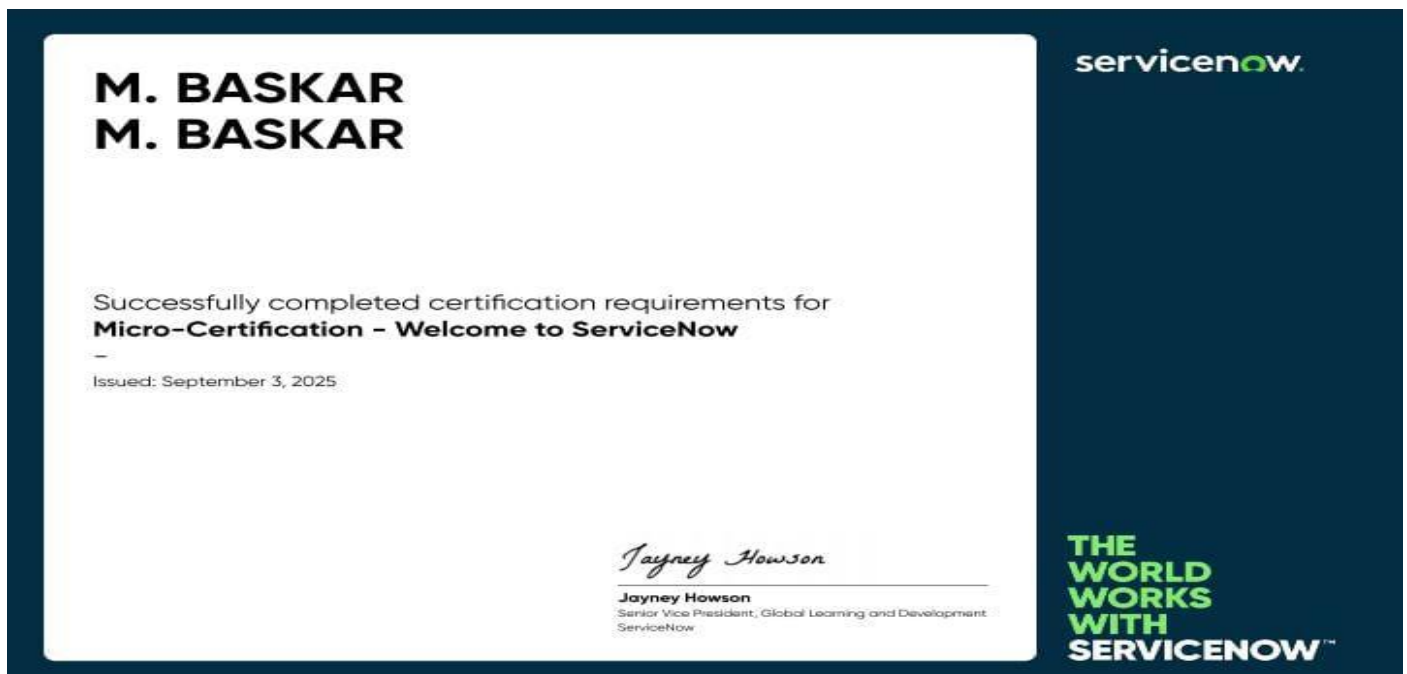 M. BASKAR
M. BASKAR
Successfully completed certification requirements for
Micro-Certification - Welcome to ServiceNow
–
Issued: September 3, 2025
Jayney Howson
Jayney Howson
Senior Vice President, Global Learning and Development
ServiceNow
servicenow.
THE
WORLD
WORKS
WITH
SERVICENOW™